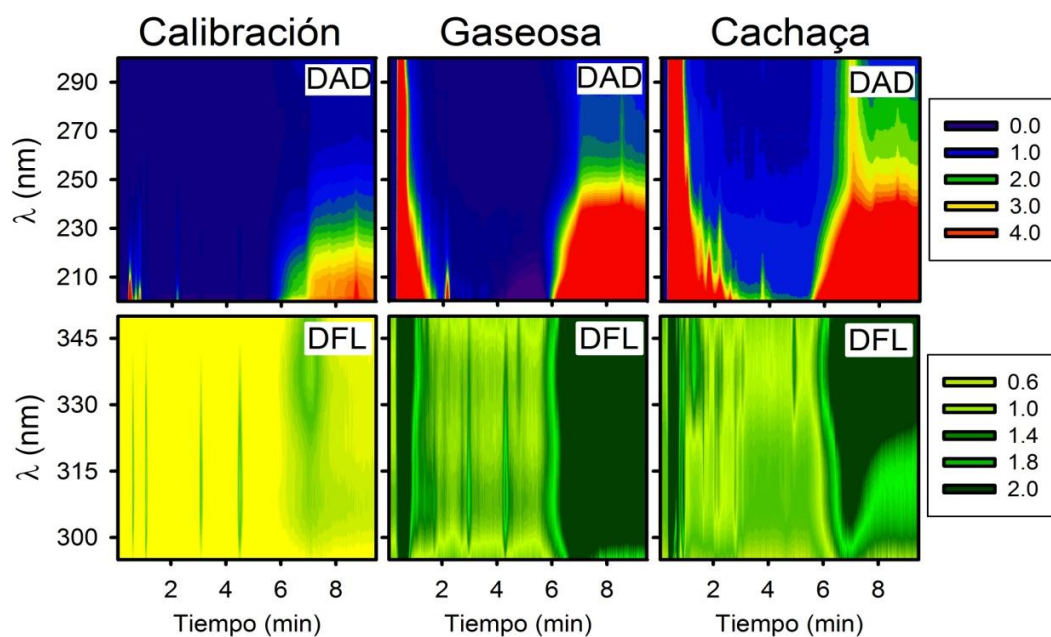 Calibración
Gaseosa
Cachaça
λ (nm)
290
270
250
230
210
DAD
DAD
DAD
0.0
1.0
2.0
3.0
4.0
λ (nm)
345
330
315
300
DFL
DFL
DFL
0.6
1.0
1.4
1.8
2.0
2 4 6 8
2 4 6 8
2 4 6 8
Tiempo (min)
Tiempo (min)
Tiempo (min)